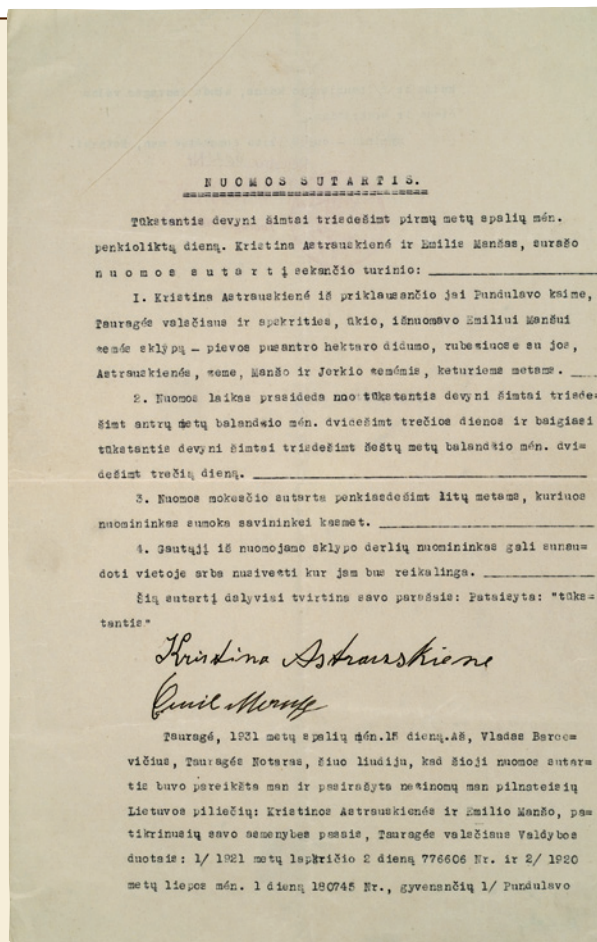 NUOMOS SUTARTIS.
Tūkstantis devyni šimtai trisdešimt pirmų metų spalių mėn.
penkioliktą dieną. Kristina Astrauskienė ir Emilis Manšas, surašo
nuomos sutartį sekančio turinio:
I. Kristina Astrauskienė iš priklausančio jai Pundulavo kaime,
Tauragės valsčiaus ir apskrities, ūkio, išnuomavo Emiliui Manšui
žemės sklypą - pievos pusantro hektaro didumo, rubežiuose su jos,
Astrauskienės, žeme, Manšo ir Jerkio žemėmis, keturiems metams.
2. Nuomos laikas prasideda nuo tūkstantis devyni šimtai trisde=
šimt antrų metų balandžio mėn. dvidešimt trečios dienos ir baigiasi
tūkstantis devyni šimtai trisdešimt šeštų metų balandžio mėn. dvi=
dešimt trečią dieną.
3. Nuomos mokesčio sutarta penkiasdešimt litų metams, kuriuos
nuomininkas sumoka savininkei kasmet.
4. Gautąjį iš nuomojamo sklypo derlių nuomininkas gali sunau=
doti vietoje arba nusivežti kur jam bus reikalinga.
Šią sutartį dalyviai tvirtina savo parašais: Pataisyta: "tūks=
tantis"
Kristina Astrauskienė
Emil
Tauragė, 1931 metų spalių mėn. 15 dieną. Aš, Vladas Barce=
vičius, Tauragės Notaras, šiuo liudiju, kad šioji nuomos sutar=
tis buvo pareikšta man ir pasirašyta nežinomų man pilnateisių
Lietuvos piliečių: Kristinos Astrauskienės ir Emilio Manšo, pa=
tikrinusių savo asmenybes pasais, Tauragės valsčiaus Valdybos
duotais: 1/ 1921 metų lapkričio 2 dieną 776606 Nr. ir 2/ 1920
metų liepos mėn. 1 dieną 180745 Nr., gyvenančių 1/ Pundulavo